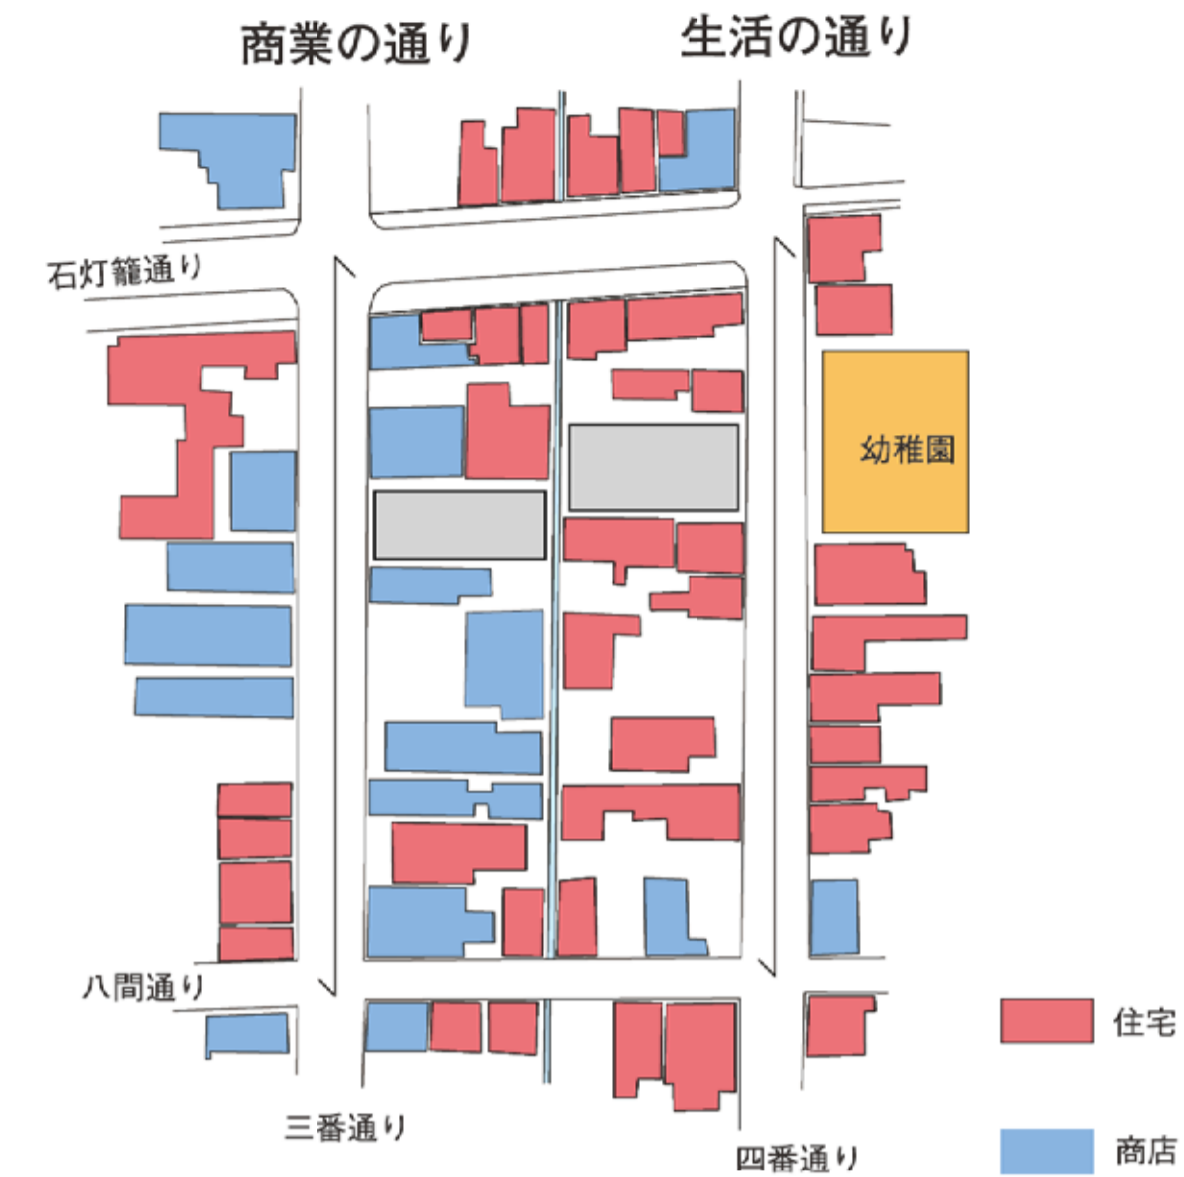 商業の通り
生活の通り
石灯籠通り
幼稚園
八間通り
住宅
三番通り
四番通り
商店